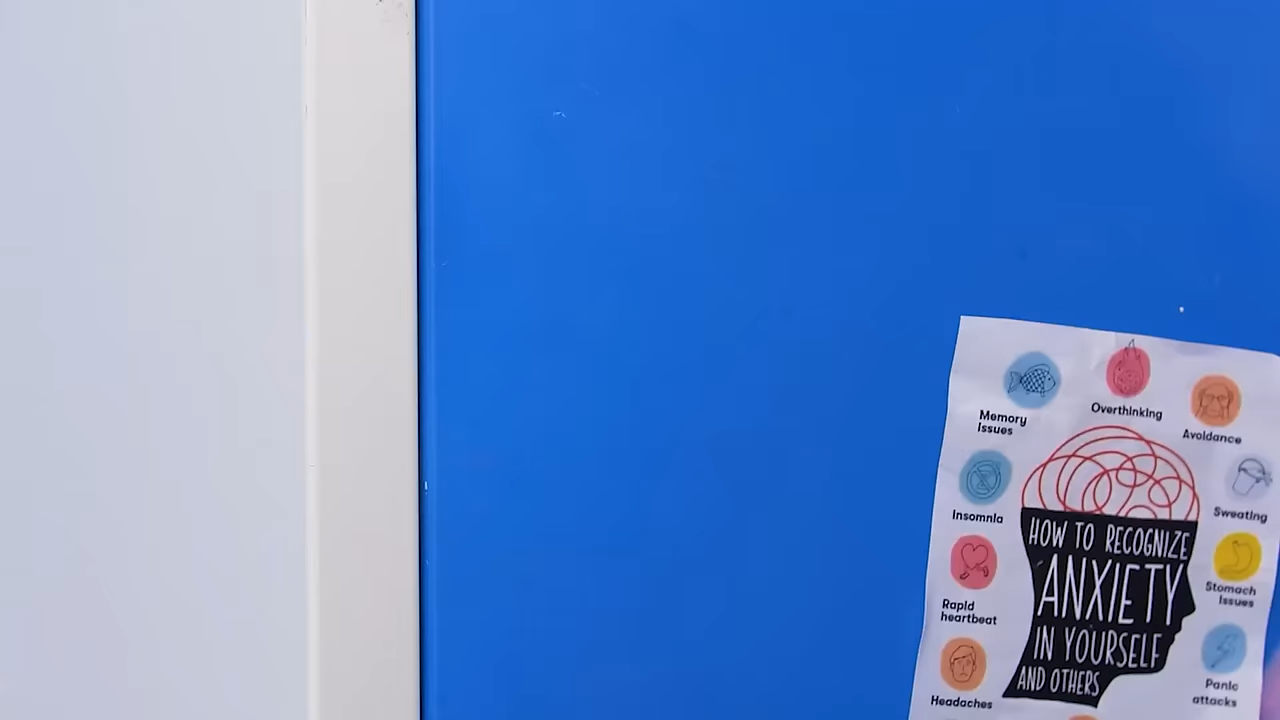 Memory
Issues
Overthinking
Avoidance
Insomnia
Sweating
Rapid
heartbeat
Stomach
Issues
Headaches
Panic
attacks
HOW TO RECOGNIZE
ANXIETY
IN YOURSELF
AND OTHERS